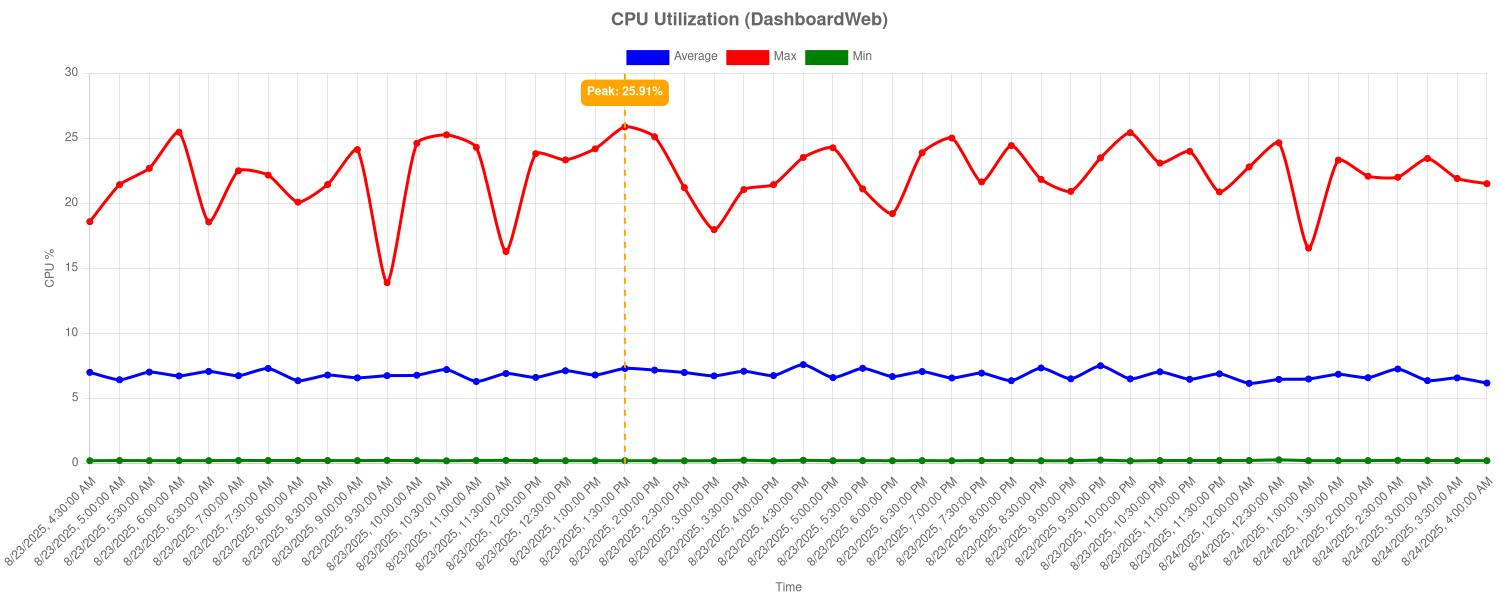 CPU Utilization (DashboardWeb)
Average Max Min
Peak: 25.91%
30
25
20
15
10
5
0
CPU %
8/23/2025, 4:30:00 AM
8/23/2025, 5:00:00 AM
8/23/2025, 5:30:00 AM
8/23/2025, 6:00:00 AM
8/23/2025, 6:30:00 AM
8/23/2025, 7:00:00 AM
8/23/2025, 7:30:00 AM
8/23/2025, 8:00:00 AM
8/23/2025, 8:30:00 AM
8/23/2025, 9:00:00 AM
8/23/2025, 9:30:00 AM
8/23/2025, 10:00:00 AM
8/23/2025, 10:30:00 AM
8/23/2025, 11:00:00 AM
8/23/2025, 11:30:00 AM
8/23/2025, 12:00:00 PM
8/23/2025, 12:30:00 PM
8/23/2025, 1:00:00 PM
8/23/2025, 1:30:00 PM
8/23/2025, 2:00:00 PM
8/23/2025, 2:30:00 PM
8/23/2025, 3:00:00 PM
8/23/2025, 3:30:00 PM
8/23/2025, 4:00:00 PM
8/23/2025, 4:30:00 PM
8/23/2025, 5:00:00 PM
8/23/2025, 5:30:00 PM
8/23/2025, 6:00:00 PM
8/23/2025, 6:30:00 PM
8/23/2025, 7:00:00 PM
8/23/2025, 7:30:00 PM
8/23/2025, 8:00:00 PM
8/23/2025, 8:30:00 PM
8/23/2025, 9:00:00 PM
8/23/2025, 9:30:00 PM
8/23/2025, 10:00:00 PM
8/23/2025, 10:30:00 PM
8/23/2025, 11:00:00 PM
8/23/2025, 11:30:00 PM
8/24/2025, 12:00:00 AM
8/24/2025, 12:30:00 AM
8/24/2025, 1:00:00 AM
8/24/2025, 1:30:00 AM
8/24/2025, 2:00:00 AM
8/24/2025, 2:30:00 AM
8/24/2025, 3:00:00 AM
8/24/2025, 3:30:00 AM
8/24/2025, 4:00:00 AM
Time